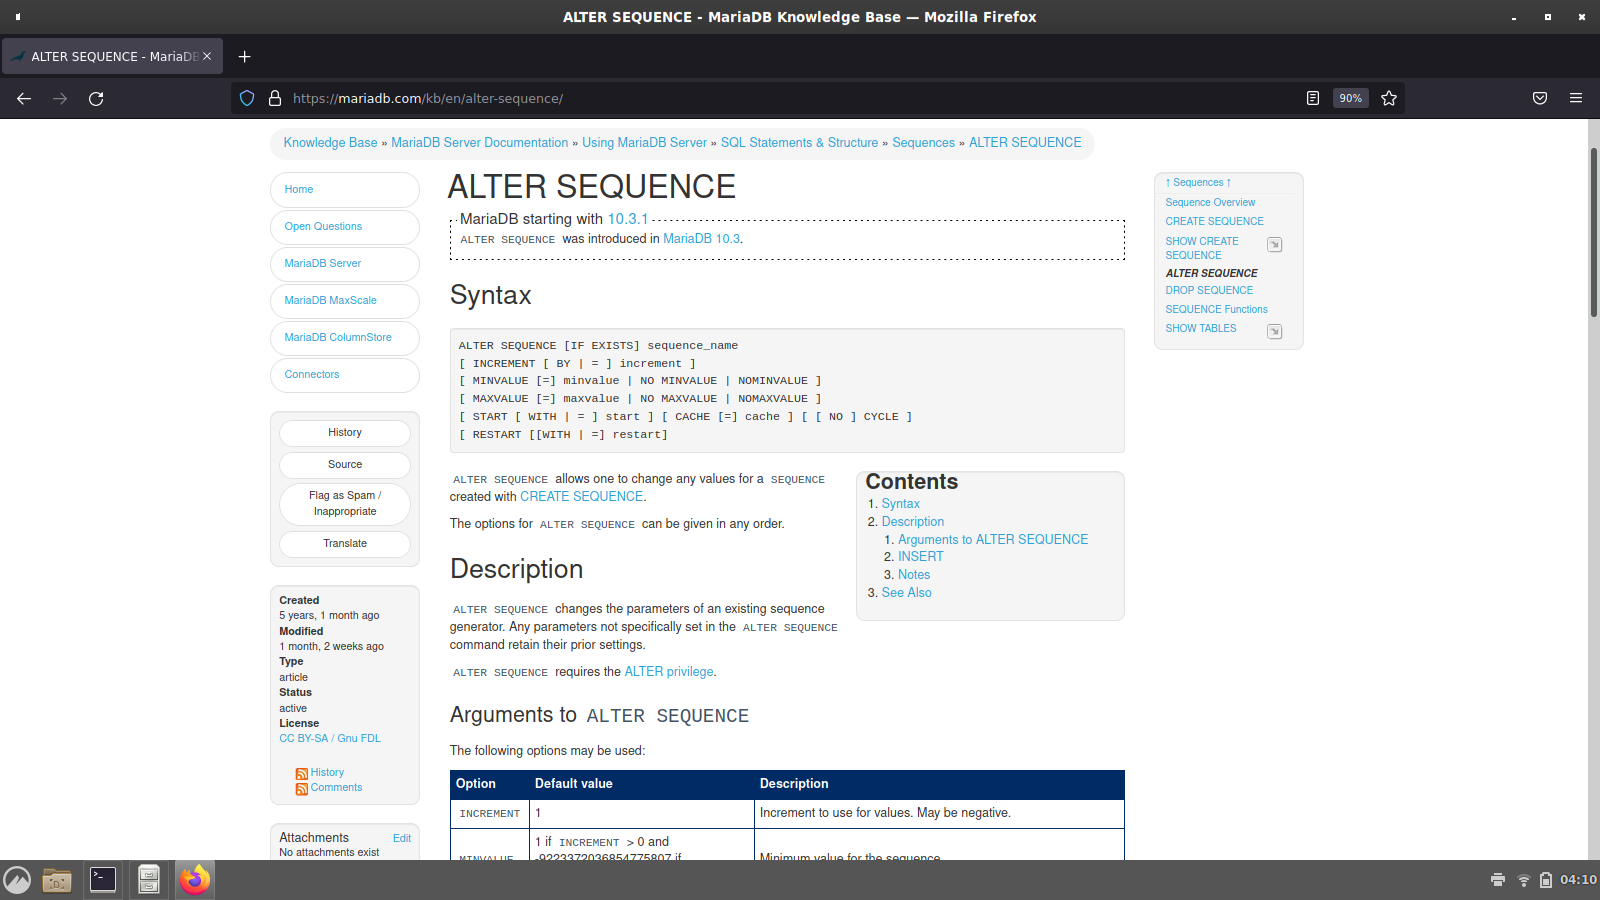 ALTER SEQUENCE - MariaDB Knowledge Base — Mozilla Firefox
ALTER SEQUENCE - MariaDB
https://mariadb.com/kb/en/alter-sequence/
90%
Knowledge Base » MariaDB Server Documentation » Using MariaDB Server » SQL Statements & Structure » Sequences » ALTER SEQUENCE
Home
Open Questions
MariaDB Server
MariaDB MaxScale
MariaDB ColumnStore
Connectors
History
Source
Flag as Spam /
Inappropriate
Translate
Created
5 years, 1 month ago
Modified
1 month, 2 weeks ago
Type
article
Status
active
License
CC BY-SA / Gnu FDL
History
Comments
Attachments Edit
No attachments exist
ALTER SEQUENCE
MariaDB starting with 10.3.1
ALTER SEQUENCE was introduced in MariaDB 10.3.
Syntax
ALTER SEQUENCE [IF EXISTS] sequence_name
[ INCREMENT [ BY | = ] increment ]
[ MINVALUE [=] minvalue | NO MINVALUE | NOMINVALUE ]
[ MAXVALUE [=] maxvalue | NO MAXVALUE | NOMAXVALUE ]
[ START [ WITH | = ] start ] [ CACHE [=] cache ] [ [ NO ] CYCLE ]
[ RESTART [[WITH | =] restart]
ALTER SEQUENCE allows one to change any values for a SEQUENCE
created with CREATE SEQUENCE.
The options for ALTER SEQUENCE can be given in any order.
Contents
1. Syntax
2. Description
1. Arguments to ALTER SEQUENCE
2. INSERT
3. Notes
3. See Also
Description
ALTER SEQUENCE changes the parameters of an existing sequence
generator. Any parameters not specifically set in the ALTER SEQUENCE
command retain their prior settings.
ALTER SEQUENCE requires the ALTER privilege.
Arguments to ALTER SEQUENCE
The following options may be used:
Option Default value Description
INCREMENT 1 Increment to use for values. May be negative.
1 if INCREMENT > 0 and
MINVALUE -9223372036854775807 if Minimum value for the sequence
↑ Sequences ↑
Sequence Overview
CREATE SEQUENCE
SHOW CREATE
SEQUENCE
ALTER SEQUENCE
DROP SEQUENCE
SEQUENCE Functions
SHOW TABLES
04:10